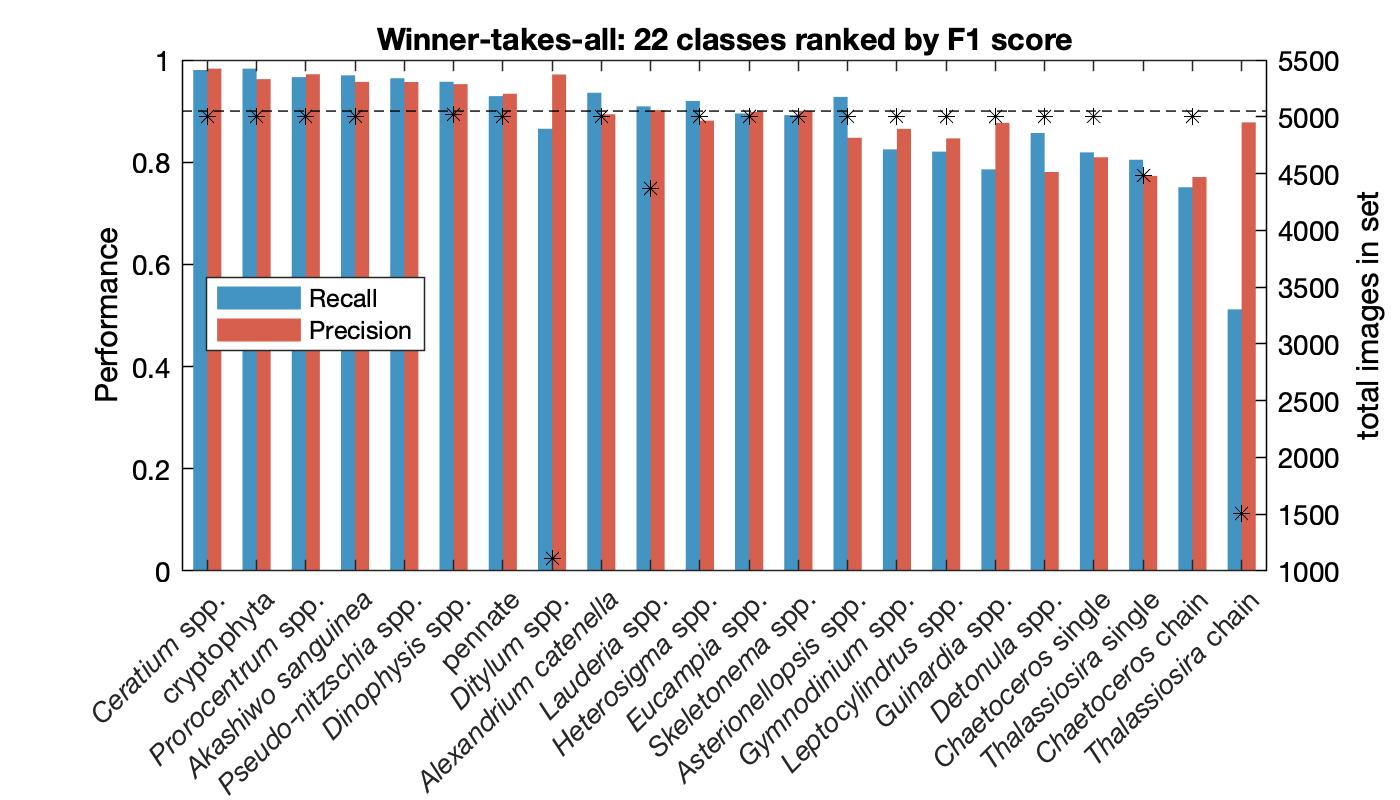 Winner-takes-all: 22 classes ranked by F1 score
1
0.8
0.6
0.4
0.2
0
Performance
Recall
Precision
5500
5000
4500
4000
3500
3000
2500
2000
1500
1000
total images in set
Ceratium spp.
cryptophyta
Prorocentrum spp.
Akashiwo sanguinea
Pseudo-nitzschia spp.
Dinophysis spp.
pennate
Ditylum spp.
Alexandrium catenella
Lauderia spp.
Heterosigma spp.
Eucampia spp.
Skeletonema spp.
Asterionellopsis spp.
Gymnodinium spp.
Leptocylindrus spp.
Guinardia spp.
Detonula spp.
Chaetoceros single
Thalassiosira single
Chaetoceros chain
Thalassiosira chain